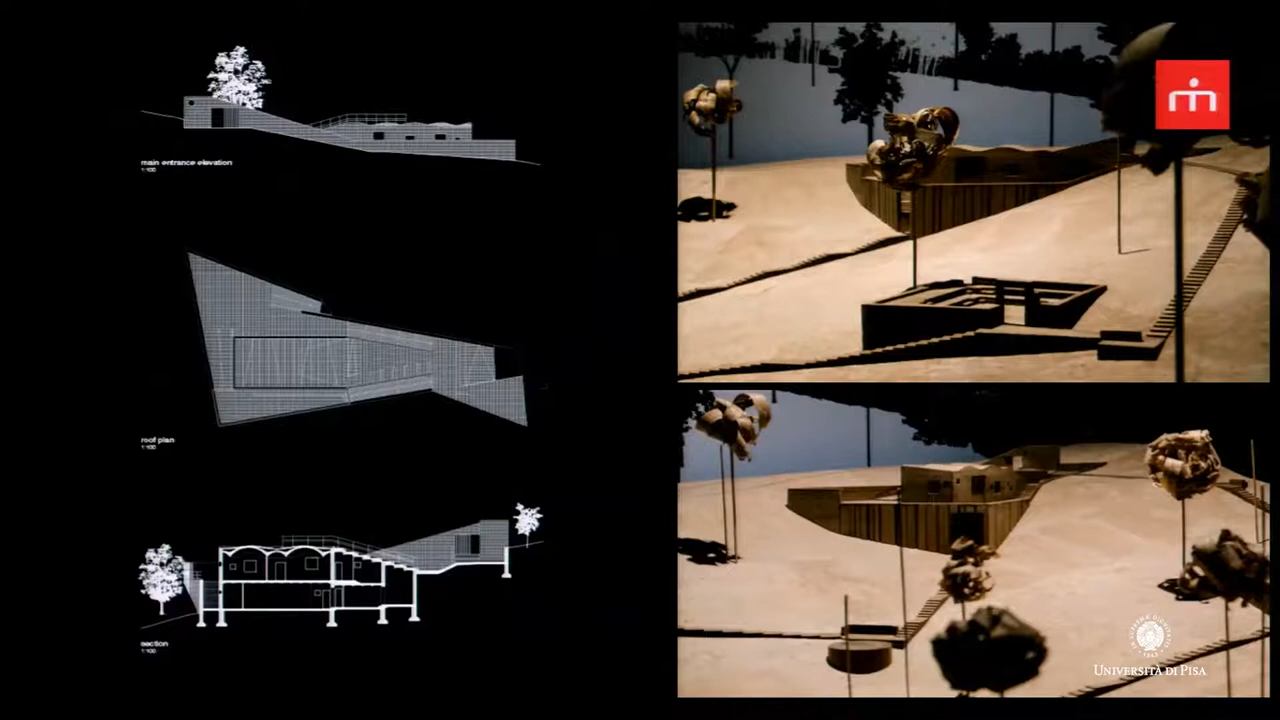 main entrance elevation
1:100
roof plan
1:100
section
1:100
UNIVERSITÀ DI PISA